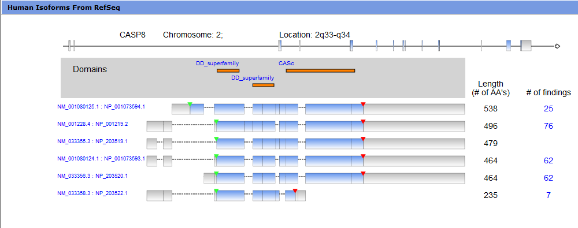 Human Isoforms From RefSeq
CASP8 Chromosome: 2; Location: 2q33-q34
Domains
DD_superfamily CASc
DD_superfamily
Length
(# of AA's) # of findings
NM_001080125.1 : NP_001073594.1 538 25
NM_001228.4 : NP_001219.2 496 76
NM_033355.3 : NP_203519.1 479
NM_001080124.1 : NP_001073593.1 464 62
NM_033356.3 : NP_203520.1 464 62
NM_033358.3 : NP_203522.1 235 7